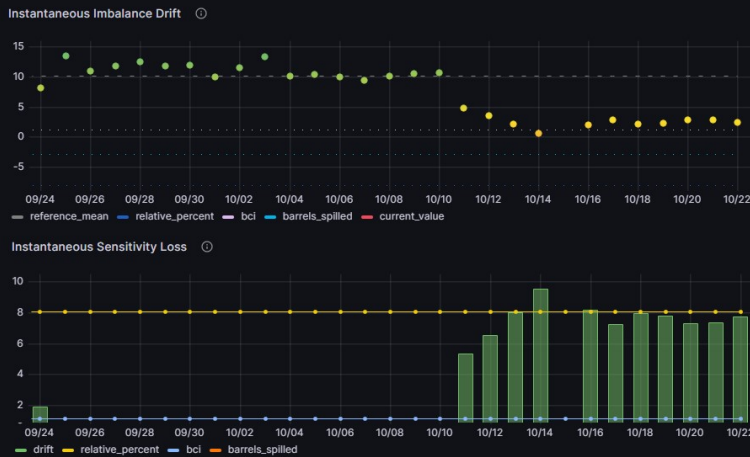 Instantaneous Imbalance Drift
15
10
5
0
-5
09/24 09/26 09/28 09/30 10/02 10/04 10/06 10/08 10/10 10/12 10/14 10/16 10/18 10/20 10/22
reference_mean relative_percent bci barrels_spilled current_value
Instantaneous Sensitivity Loss
10
8
6
4
2
09/24 09/26 09/28 09/30 10/02 10/04 10/06 10/08 10/10 10/12 10/14 10/16 10/18 10/20 10/22
drift relative_percent bci barrels_spilled